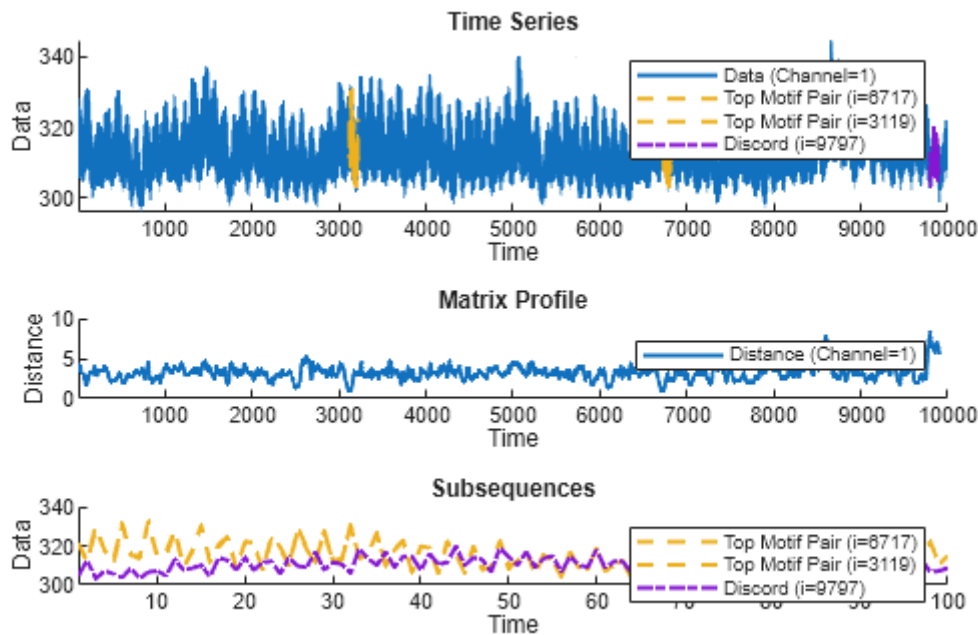 Time Series
340
320
300
Data
Data (Channel=1)
Top Motif Pair (i=6717)
Top Motif Pair (i=3119)
Discord (i=9797)
1000 2000 3000 4000 5000 6000 7000 8000 9000 10000
Time
Matrix Profile
10
5
0
Distance
Distance (Channel=1)
1000 2000 3000 4000 5000 6000 7000 8000 9000 10000
Time
Subsequences
340
320
300
Data
Top Motif Pair (i=6717)
Top Motif Pair (i=3119)
Discord (i=9797)
10 20 30 40 50 60 70 80 90 100
Time